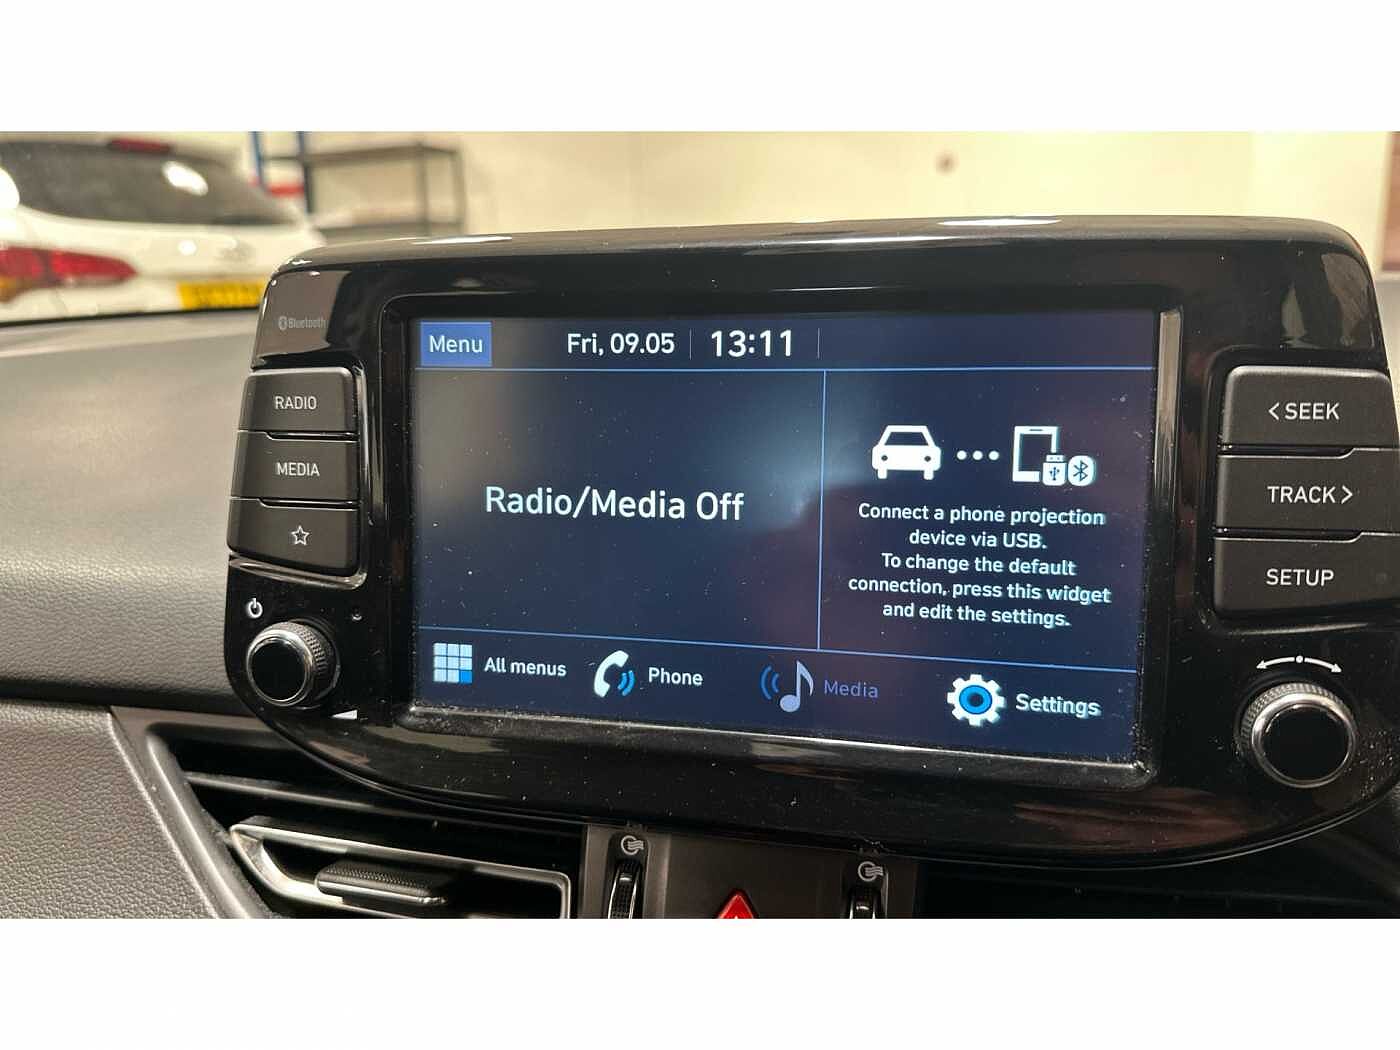 Bluetooth
RADIO
MEDIA
Menu
Fri, 09.05
13:11
Radio/Media Off
Connect a phone projection
device via USB.
To change the default
connection, press this widget
and edit the settings.
All menus
Phone
Media
Settings
< SEEK
TRACK >
SETUP